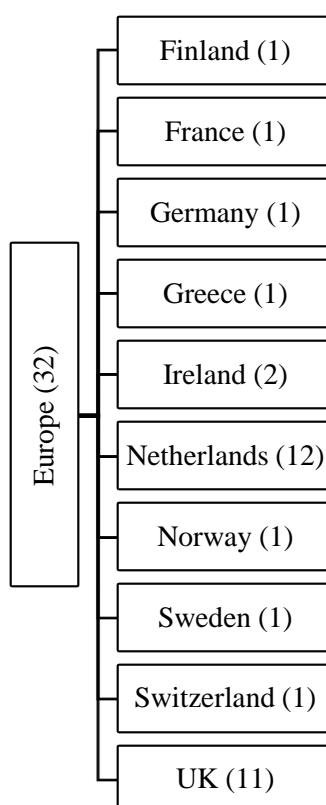 Europe (32)
Finland (1)
France (1)
Germany (1)
Greece (1)
Ireland (2)
Netherlands (12)
Norway (1)
Sweden (1)
Switzerland (1)
UK (11)